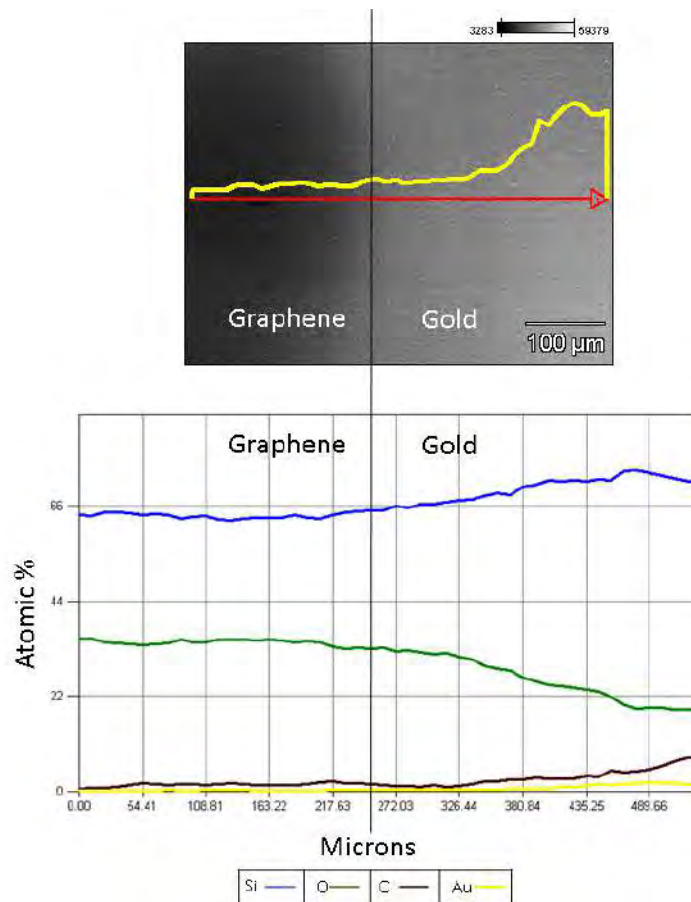 3283 59379
Graphene Gold
100 µm
Graphene Gold
66
44
22
0
Atomic %
0.00 54.41 108.81 163.22 217.63 272.03 326.44 380.84 435.25 489.66
Microns
Si O C Au